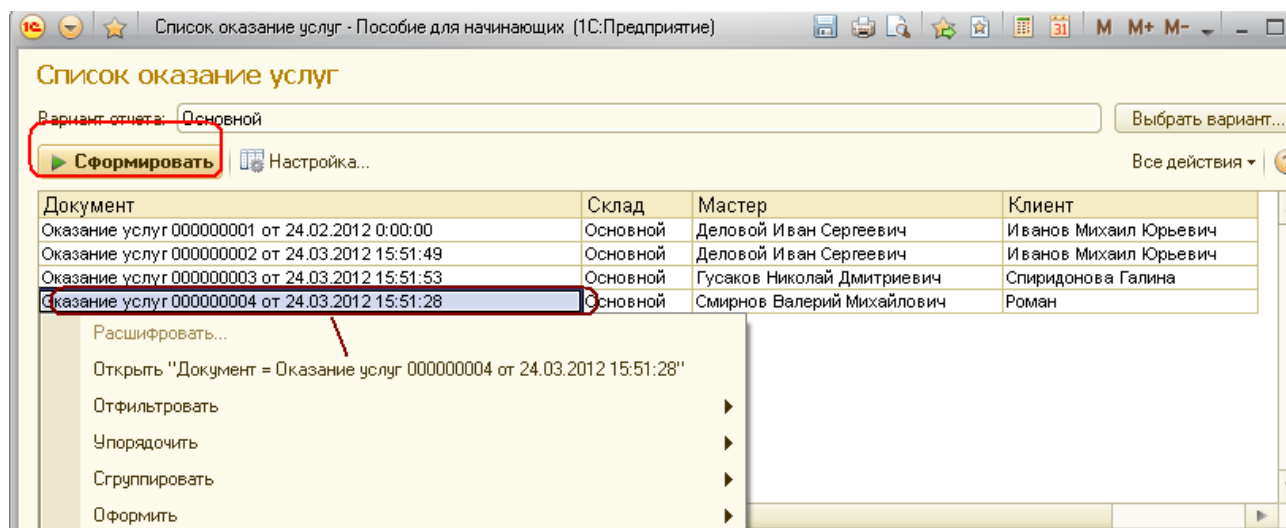 Список оказание услуг - Пособие для начинающих (1С:Предприятие) M M+ M-
Список оказание услуг
Вариант отчета: Основной Выбрать вариант...
Сформировать Настройка... Все действия
Документ Склад Мастер Клиент
Оказание услуг 000000001 от 24.02.2012 0:00:00 Основной Деловой Иван Сергеевич Иванов Михаил Юрьевич
Оказание услуг 000000002 от 24.03.2012 15:51:49 Основной Деловой Иван Сергеевич Иванов Михаил Юрьевич
Оказание услуг 000000003 от 24.03.2012 15:51:53 Основной Гусаков Николай Дмитриевич Спиридонова Галина
Оказание услуг 000000004 от 24.03.2012 15:51:28 Основной Смирнов Валерий Михайлович Роман
Расшифровать...
Открыть "Документ = Оказание услуг 000000004 от 24.03.2012 15:51:28"
Отфильтровать
Упорядочить
Сгруппировать
Оформить